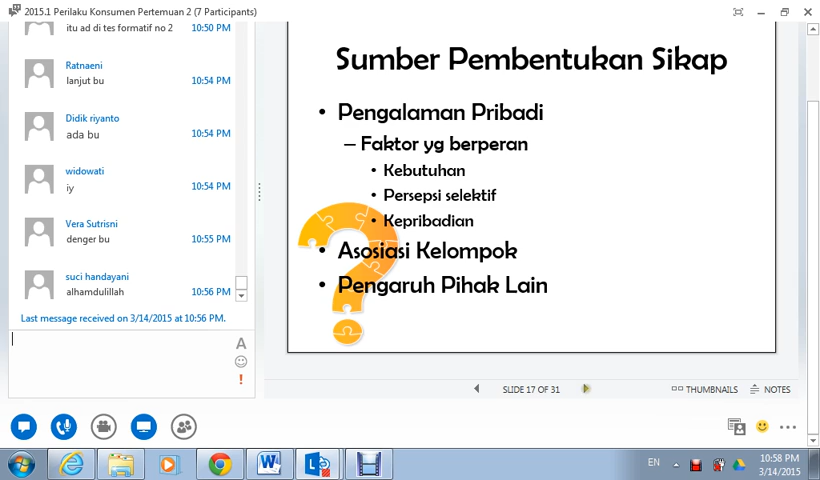 2015.1 Perilaku Konsumen Pertemuan 2 (7 Participants)
itu ad di tes formatif no 2 10:50 PM
Ratnaeni
lanjut bu 10:54 PM
Didik riyanto
ada bu 10:54 PM
widowati
iy 10:54 PM
Vera Sutrisni
denger bu 10:55 PM
suci handayani
alhamdulillah 10:56 PM
Last message received on 3/14/2015 at 10:56 PM.
A
!
Sumber Pembentukan Sikap
• Pengalaman Pribadi
– Faktor yg berperan
• Kebutuhan
• Persepsi selektif
• Kepribadian
• Asosiasi Kelompok
• Pengaruh Pihak Lain
SLIDE 17 OF 31
THUMBNAILS
NOTES
EN
10:58 PM
3/14/2015